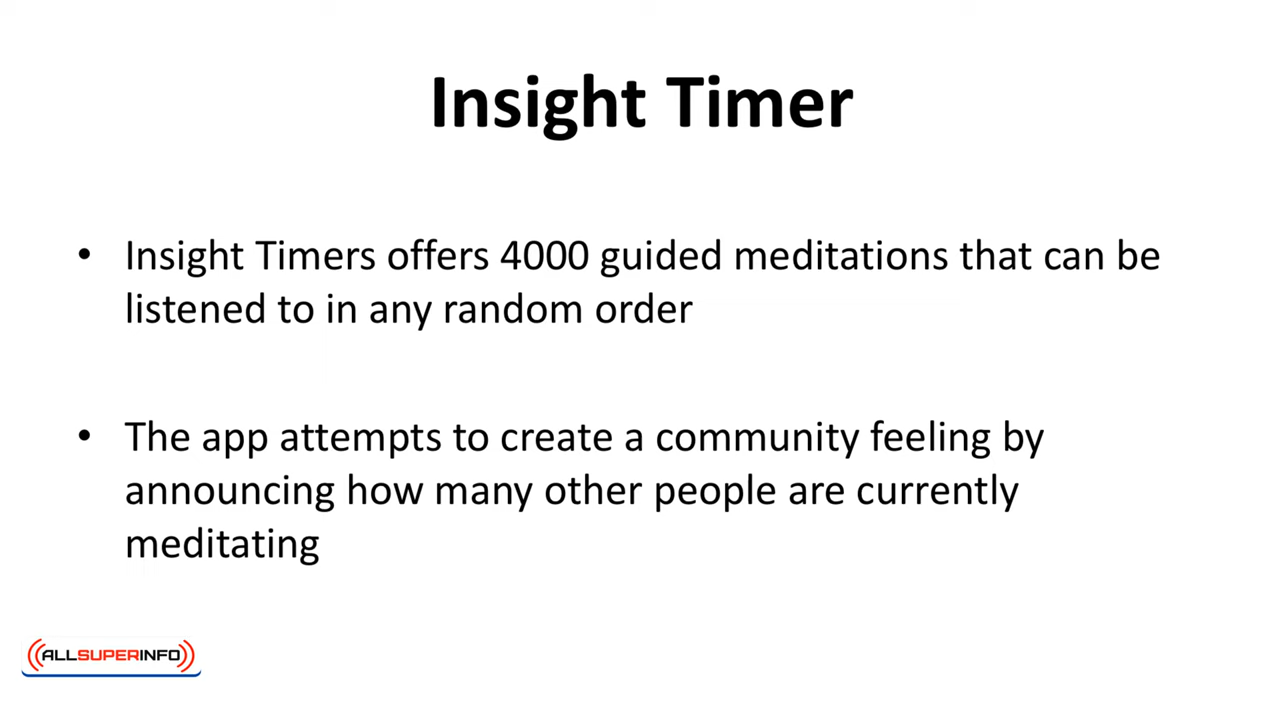 Insight Timer
• Insight Timers offers 4000 guided meditations that can be
listened to in any random order
• The app attempts to create a community feeling by
announcing how many other people are currently
meditating
((ALLSUPERINFO))